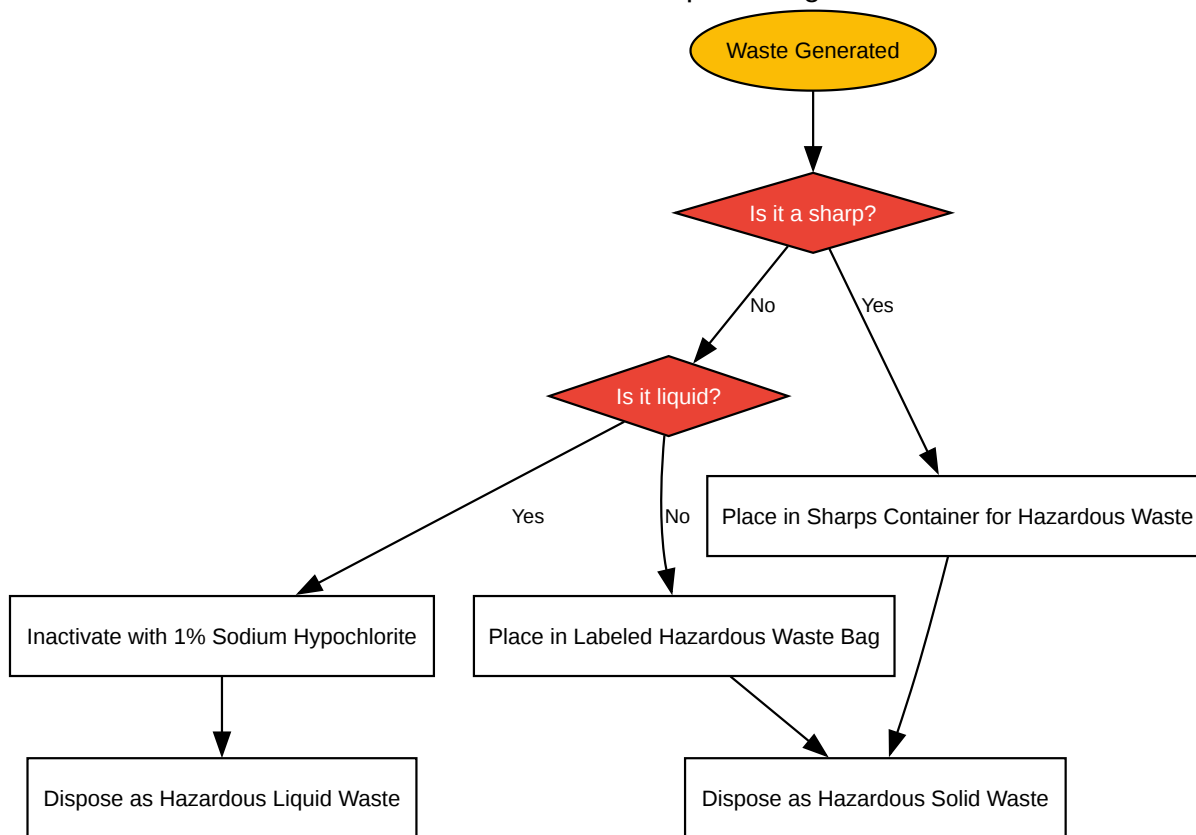 Waste Generated
Is it a sharp?
No
Yes
Is it liquid?
Yes
No
Place in Sharps Container for Hazardous Waste
Inactivate with 1% Sodium Hypochlorite
Place in Labeled Hazardous Waste Bag
Dispose as Hazardous Liquid Waste
Dispose as Hazardous Solid Waste